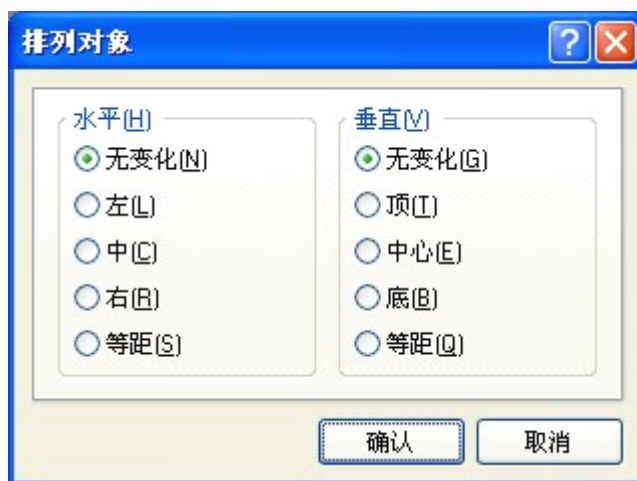 排列对象
水平(H)
无变化(N)
左(L)
中(C)
右(R)
等距(S)
垂直(V)
无变化(G)
顶(T)
中心(E)
底(B)
等距(Q)
确认
取消